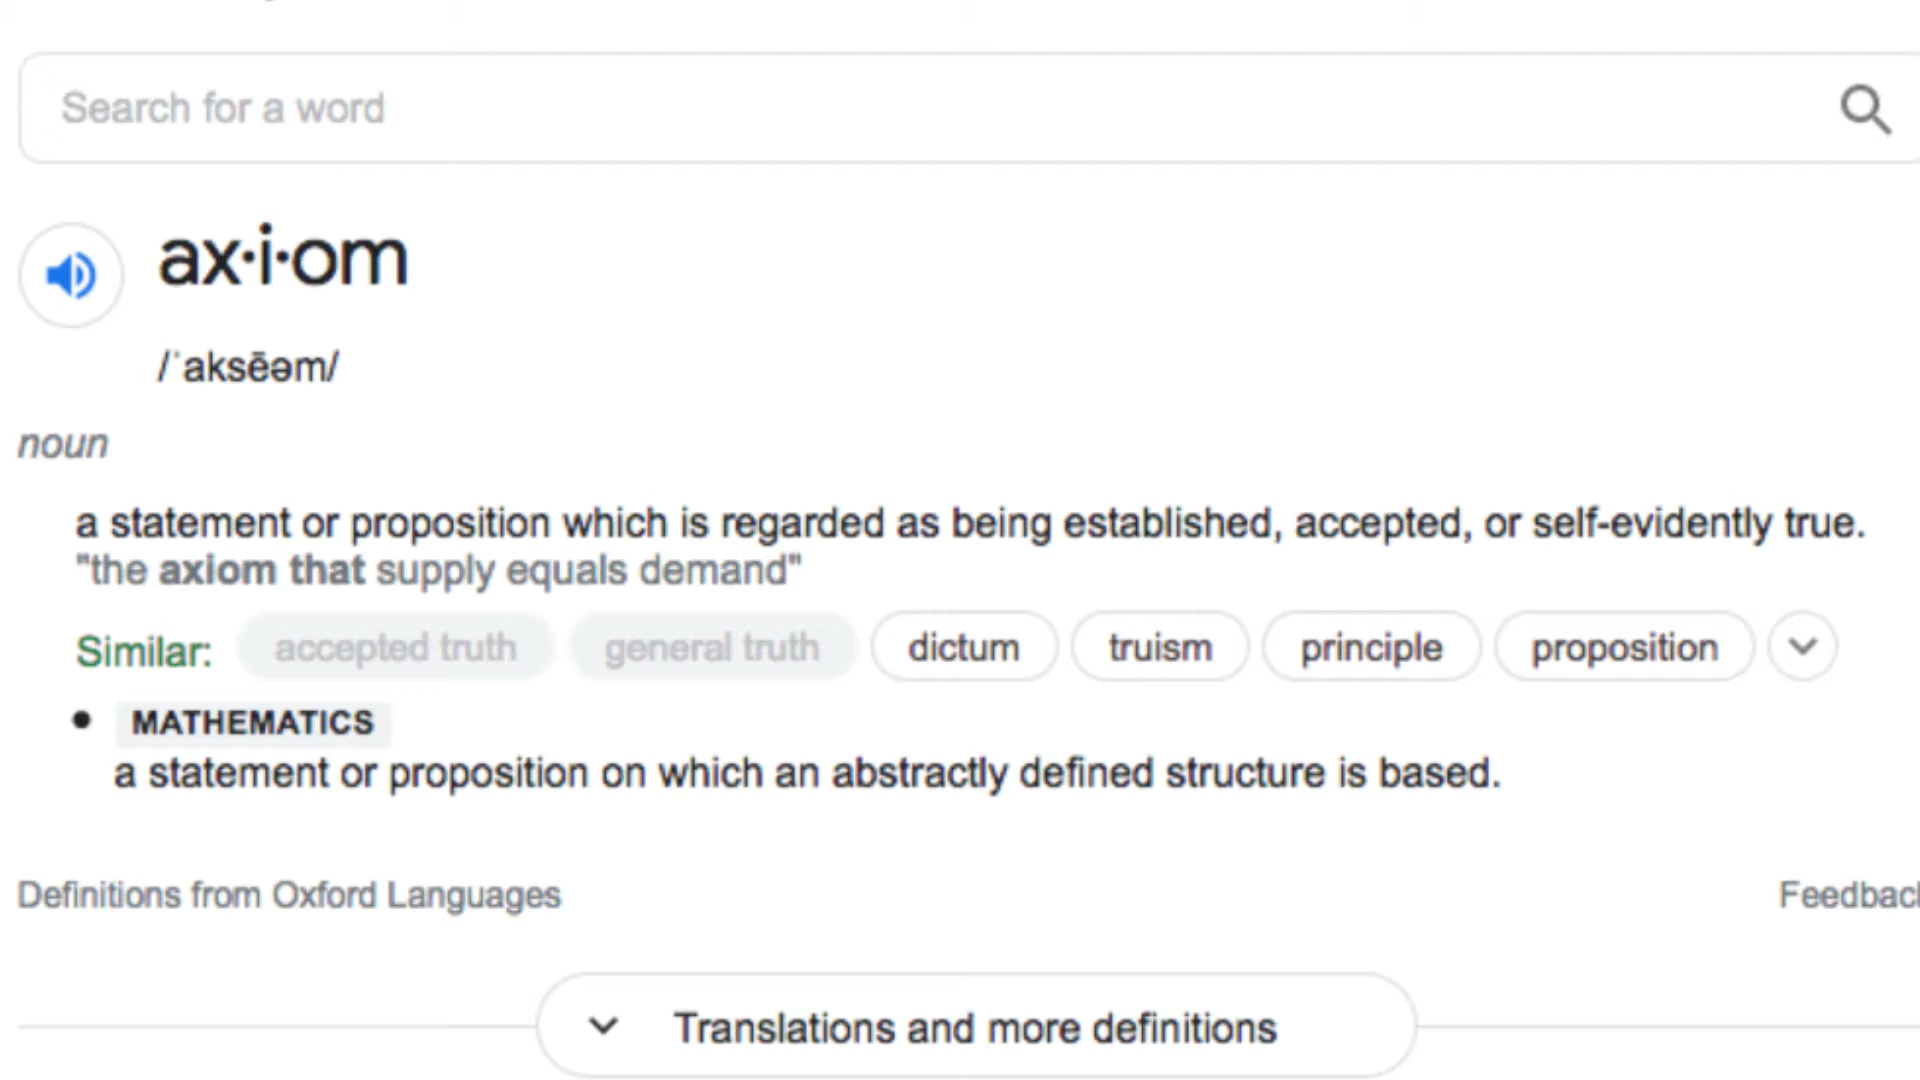 Search for a word
ax·i·om
/ˈaksēəm/
noun
a statement or proposition which is regarded as being established, accepted, or self-evidently true.
"the axiom that supply equals demand"
Similar: accepted truth general truth dictum truism principle proposition
MATHEMATICS
a statement or proposition on which an abstractly defined structure is based.
Definitions from Oxford Languages Feedback
Translations and more definitions